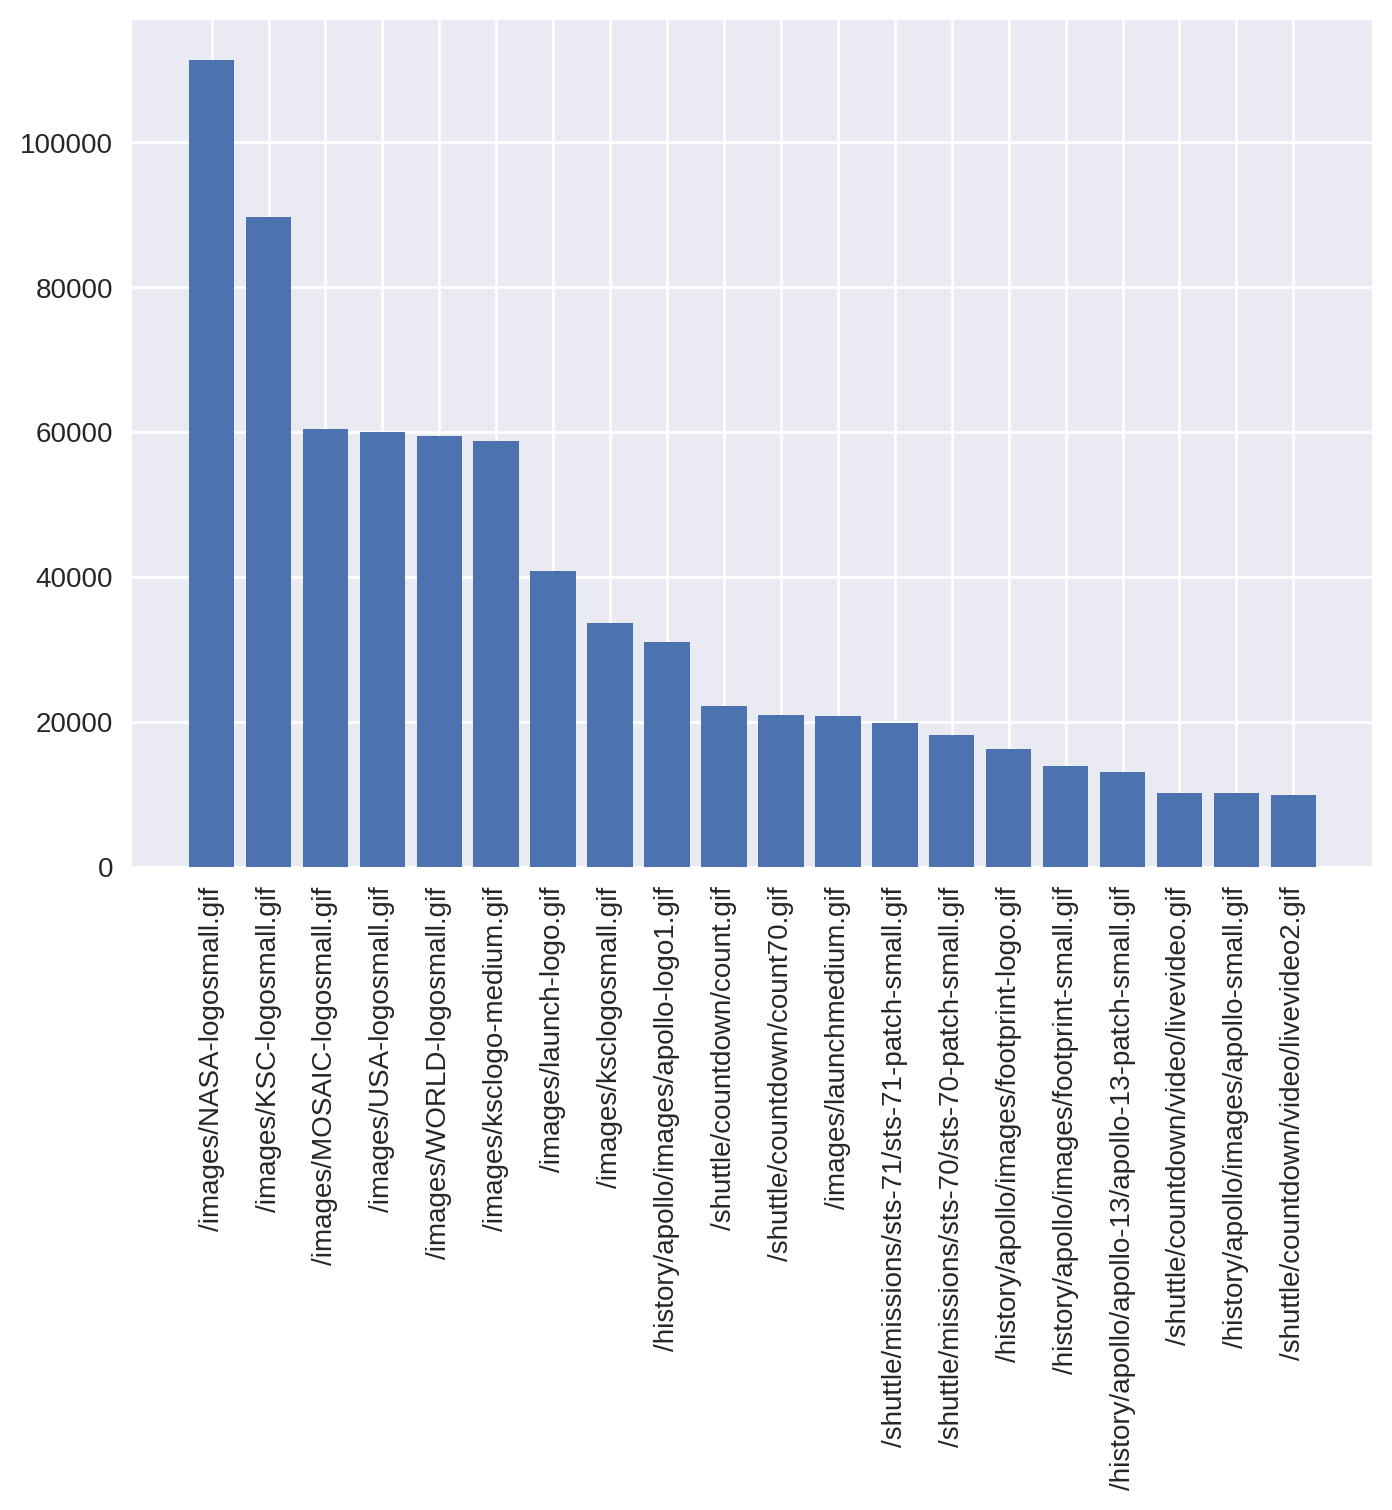 100000
80000
60000
40000
20000
0
/images/NASA-logosmall.gif
/images/KSC-logosmall.gif
/images/MOSAIC-logosmall.gif
/images/USA-logosmall.gif
/images/WORLD-logosmall.gif
/images/ksclogo-medium.gif
/images/launch-logo.gif
/images/ksclogosmall.gif
/history/apollo/images/apollo-logo1.gif
/shuttle/countdown/count.gif
/shuttle/countdown/count70.gif
/images/launchmedium.gif
/shuttle/missions/sts-71/sts-71-patch-small.gif
/shuttle/missions/sts-70/sts-70-patch-small.gif
/history/apollo/images/footprint-logo.gif
/history/apollo/images/footprint-small.gif
/history/apollo/apollo-13/apollo-13-patch-small.gif
/shuttle/countdown/video/livevideo.gif
/history/apollo/images/apollo-small.gif
/shuttle/countdown/video/livevideo2.gif